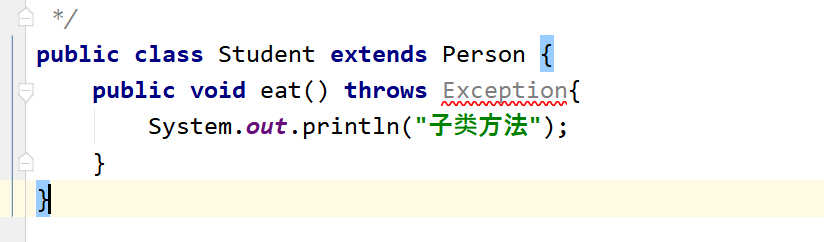 */
public class Student extends Person {
public void eat() throws Exception{
System.out.println("子类方法");
}
}